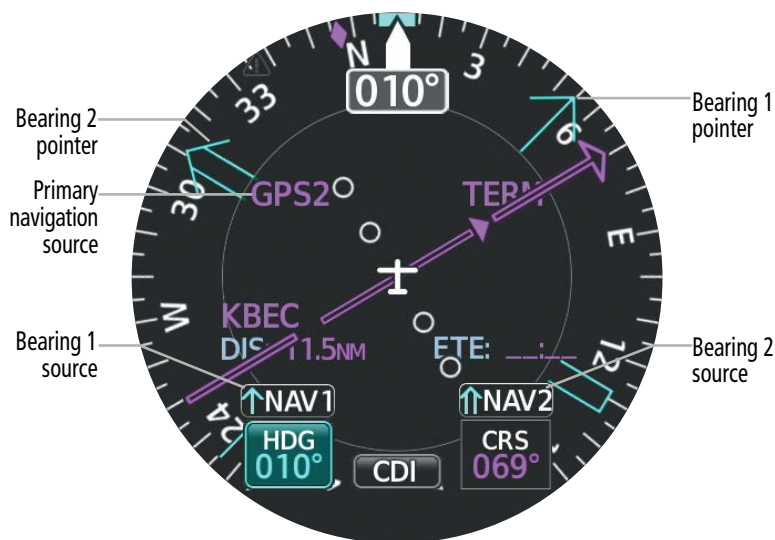 N
3
33
010°
Bearing 1
pointer
6
Bearing 2
pointer
Primary
navigation
source
30
GPS2
TERM
E
W
KBEC
DIS: 11.5NM
ETE: __:__
12
Bearing 1
source
Bearing 2
source
24
↑NAV1
⇑NAV2
HDG
010°
CDI
CRS
069°